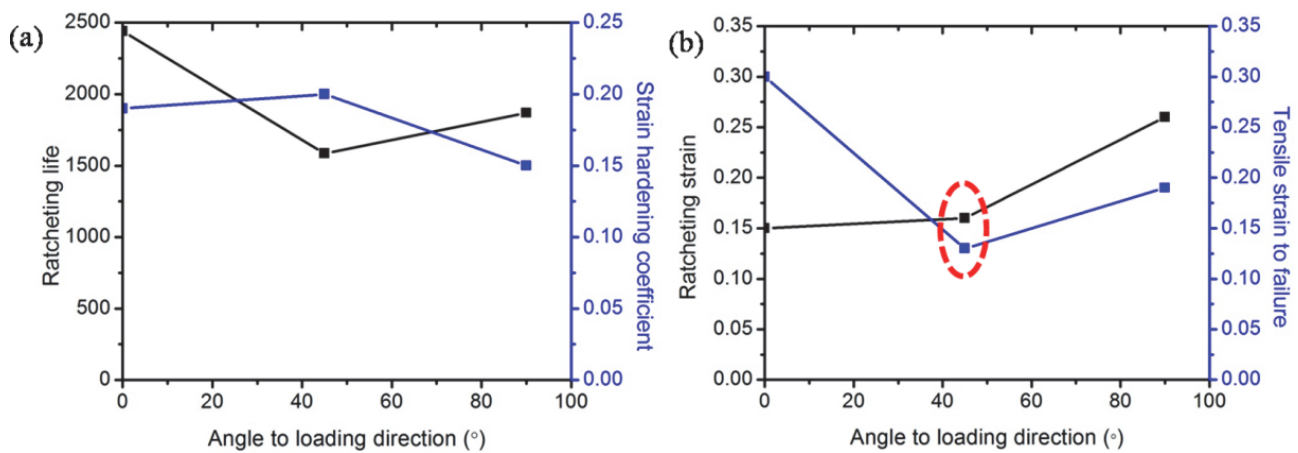 (a)
2500
2000
1500
1000
500
0
Ratcheting life
0.25
0.20
0.15
0.10
0.05
0.00
Strain hardening coefficient
0 20 40 60 80 100
Angle to loading direction (°)
(b)
0.35
0.30
0.25
0.20
0.15
0.10
0.05
0.00
Ratcheting strain
0.35
0.30
0.25
0.20
0.15
0.10
0.05
0.00
Tensile strain to failure
0 20 40 60 80 100
Angle to loading direction (°)